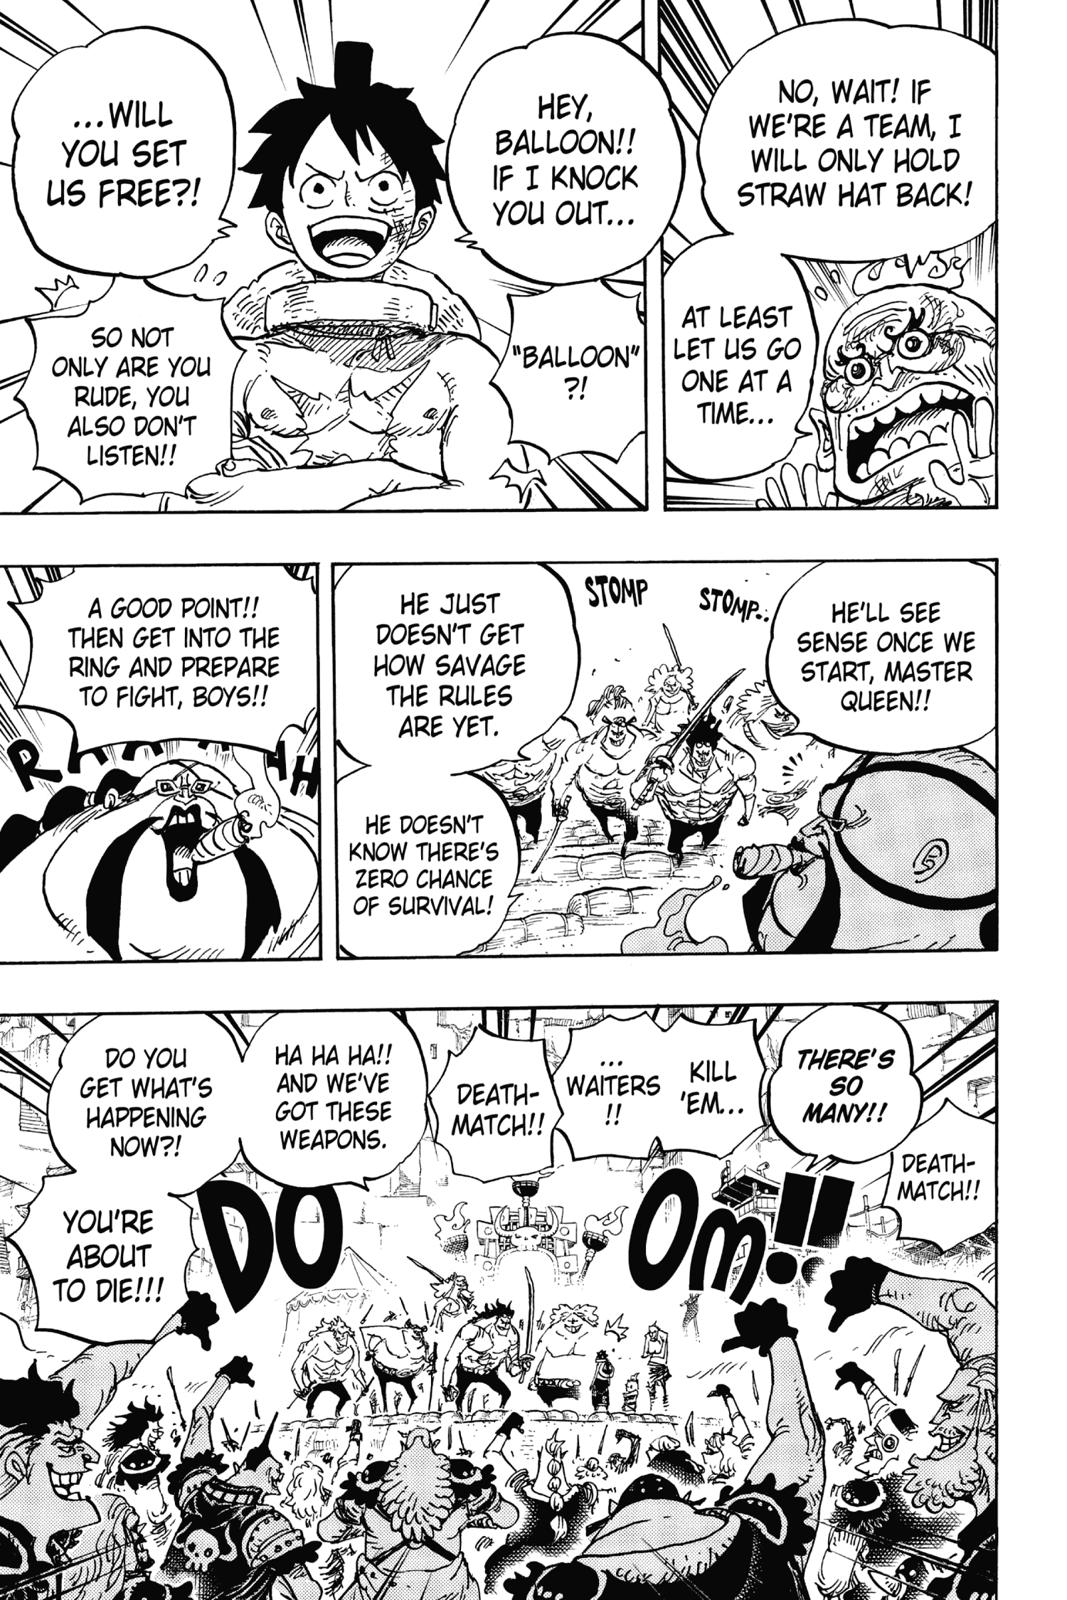 NO, WAIT! IF
WE'RE A TEAM, I
WILL ONLY HOLD
STRAW HAT BACK!
AT LEAST
LET US GO
ONE AT A
TIME...
HEY,
BALLOON!!
IF I KNOCK
YOU OUT...
...WILL
YOU SET
US FREE?!
"BALLOON"
?!
SO NOT
ONLY ARE YOU
RUDE, YOU
ALSO DON'T
LISTEN!!
HE'LL SEE
SENSE ONCE WE
START, MASTER
QUEEN!!
STOMP
STOMP...
HE JUST
DOESN'T GET
HOW SAVAGE
THE RULES
ARE YET.
HE DOESN'T
KNOW THERE'S
ZERO CHANCE
OF SURVIVAL!
A GOOD POINT!!
THEN GET INTO THE
RING AND PREPARE
TO FIGHT, BOYS!!
THERE'S
SO
MANY!!
DEATH-
MATCH!!
KILL
'EM...
...
WAITERS
!!
DEATH-
MATCH!!
HA HA HA!!
AND WE'VE
GOT THESE
WEAPONS.
DO YOU
GET WHAT'S
HAPPENING
NOW?!
YOU'RE
ABOUT
TO DIE!!!
DOOM!!